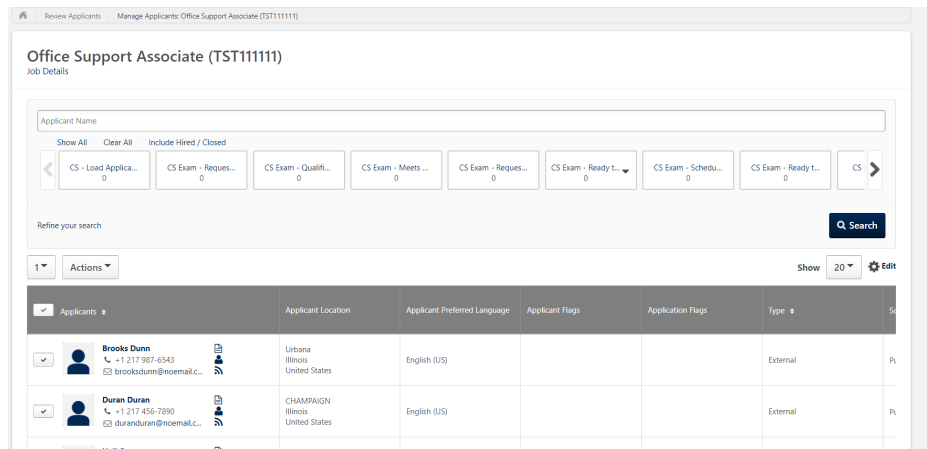 Review Applicants Manage Applicants: Office Support Associate (TST111111)
Office Support Associate (TST111111)
Job Details
Applicant Name
Show All Clear All Include Hired / Closed
CS - Load Applica... CS Exam - Reques... CS Exam - Qualifi... CS Exam - Meets ... CS Exam - Reques... CS Exam - Ready t... CS Exam - Schedu... CS Exam - Ready t... CS
0 0 0 0 0 0 0 0
Refine your search Search
1 Actions Show 20 Edit
Applicants Applicant Location Applicant Preferred Language Applicant Flags Application Flags Type
Brooks Dunn
+1 217 987-6543
brooksdunn@noemail.c...
Urbana
Illinois
United States
English (US)
External
Duran Duran
+1 217 456-7890
duranduran@noemail.c...
CHAMPAIGN
Illinois
United States
English (US)
External